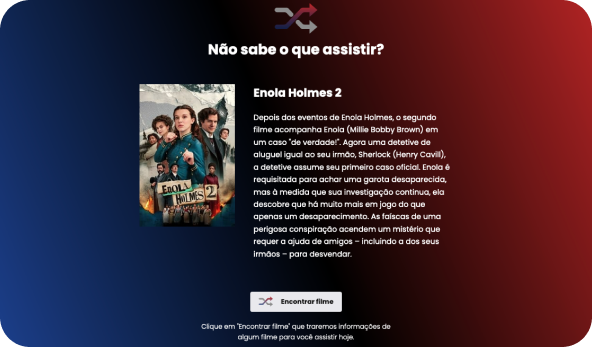 Não sabe o que assistir?
Enola Holmes 2
Depois dos eventos de Enola Holmes, o segundo
filme acompanha Enola (Millie Bobby Brown) em
um caso "de verdade!". Agora uma detetive de
aluguel igual ao seu irmão, Sherlock (Henry Cavill),
a detetive assume seu primeiro caso oficial. Enola é
requisitada para achar uma garota desaparecida,
mas à medida que sua investigação continua, ela
descobre que há muito mais em jogo do que
apenas um desaparecimento. As faíscas de uma
perigosa conspiração acendem um mistério que
requer a ajuda de amigos – incluindo a dos seus
irmãos – para desvendar.
ENOLA
HOLMES 2
Encontrar filme
Clique em "Encontrar filme" que traremos informações de
algum filme para você assistir hoje.